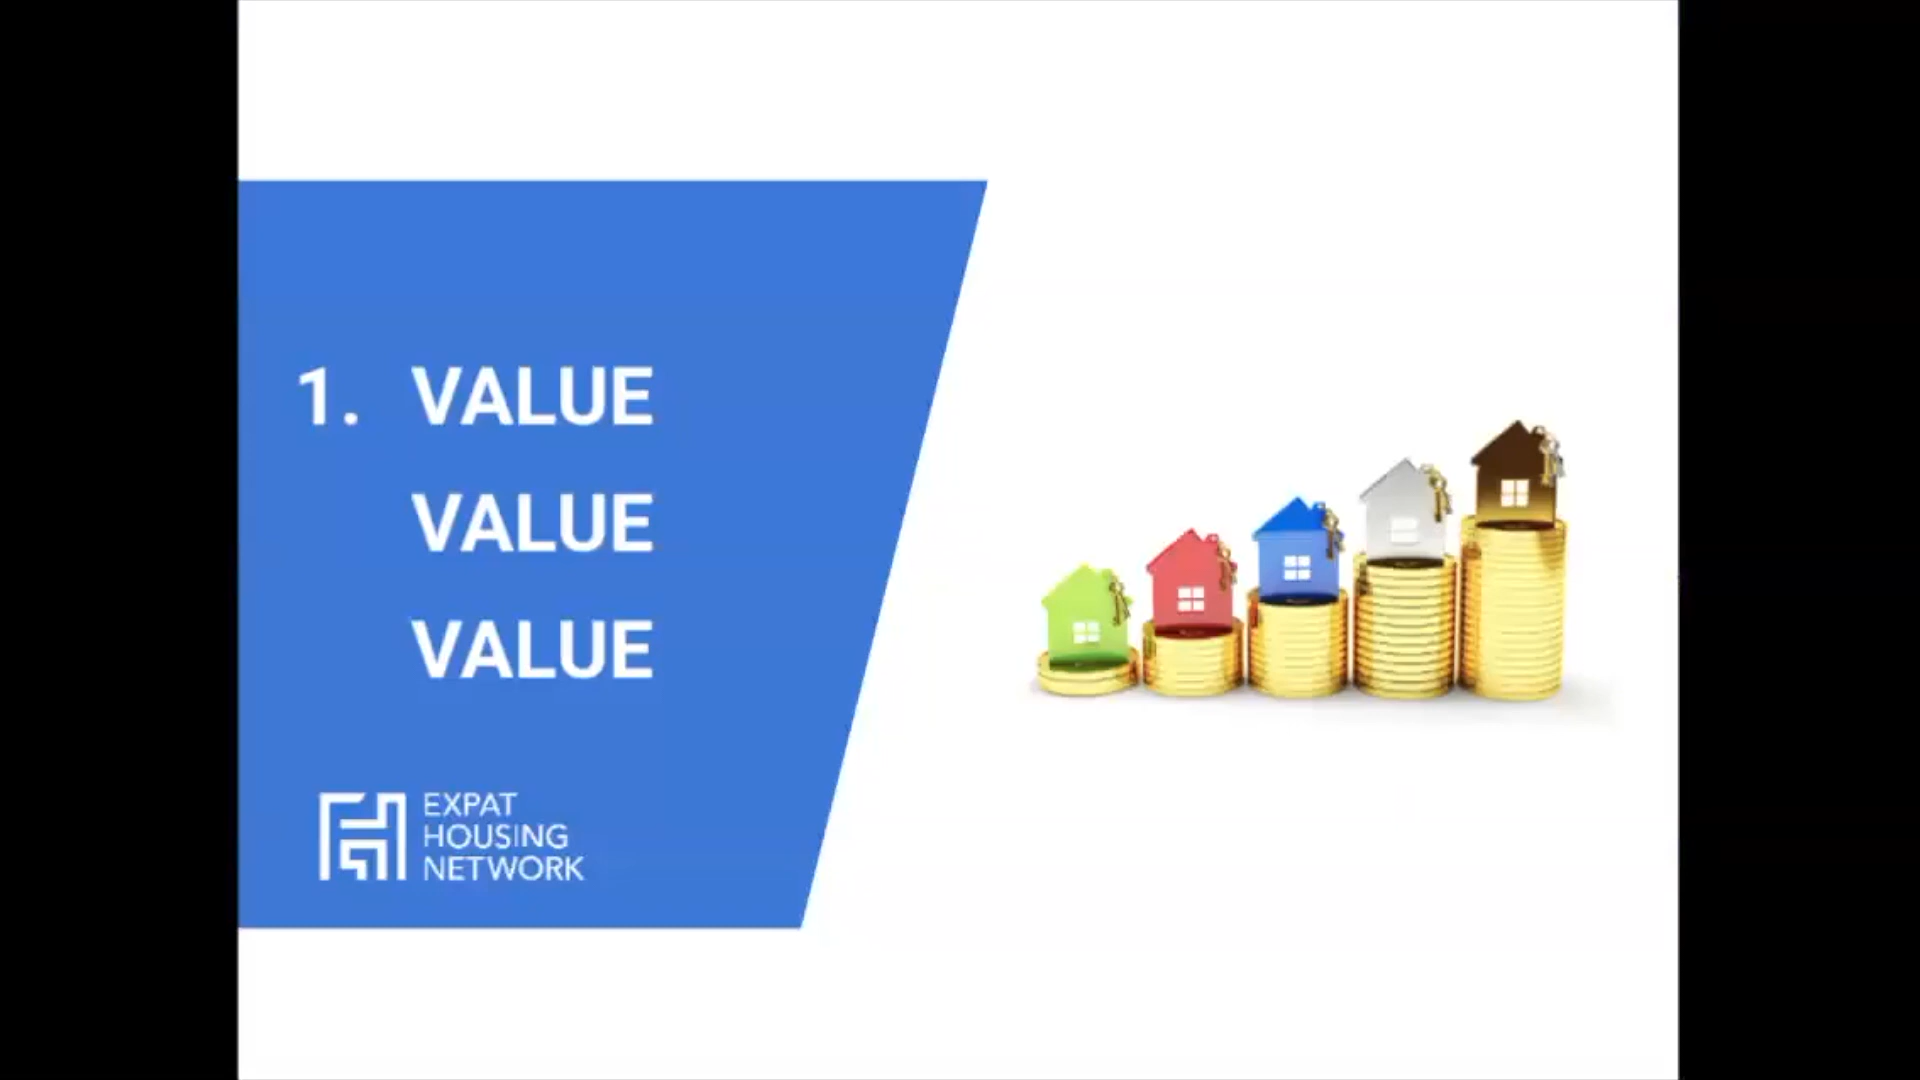 1. VALUE
VALUE
VALUE
EXPAT
HOUSING
NETWORK